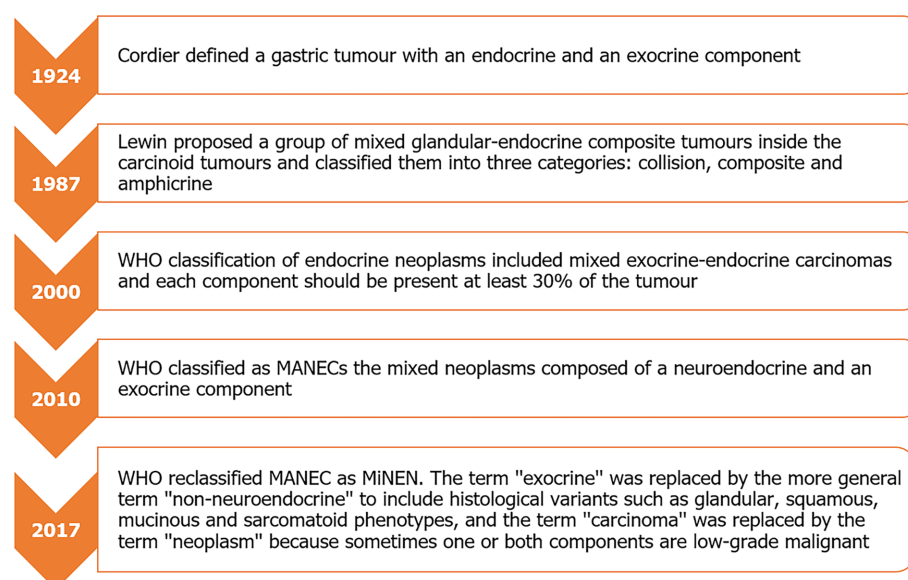 1924
Cordier defined a gastric tumour with an endocrine and an exocrine component
1987
Lewin proposed a group of mixed glandular-endocrine composite tumours inside the
carcinoid tumours and classified them into three categories: collision, composite and
amphicrine
2000
WHO classification of endocrine neoplasms included mixed exocrine-endocrine carcinomas
and each component should be present at least 30% of the tumour
2010
WHO classified as MANECs the mixed neoplasms composed of a neuroendocrine and an
exocrine component
2017
WHO reclassified MANEC as MiNEN. The term "exocrine" was replaced by the more general
term "non-neuroendocrine" to include histological variants such as glandular, squamous,
mucinous and sarcomatoid phenotypes, and the term "carcinoma" was replaced by the
term "neoplasm" because sometimes one or both components are low-grade malignant